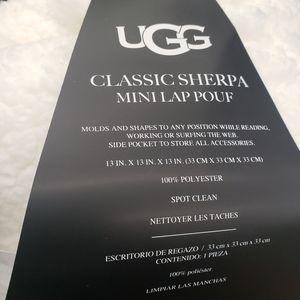 UGG
CLASSIC SHERPA
MINI LAP POUF
MOLDS AND SHAPES TO ANY POSITION WHILE READING,
WORKING OR SURFING THE WEB.
SIDE POCKET TO STORE ALL ACCESSORIES.
13 IN. X 13 IN. X 13 IN. (33 CM X 33 CM X 33 CM)
100% POLYESTER
SPOT CLEAN
NETTOYER LES TACHES
ESCRITORIO DE REGAZO / 33 cm x 33 cm x 33 cm
CONTENIDO: 1 PIEZA
100% poliéster
LIMPIAR LAS MANCHAS